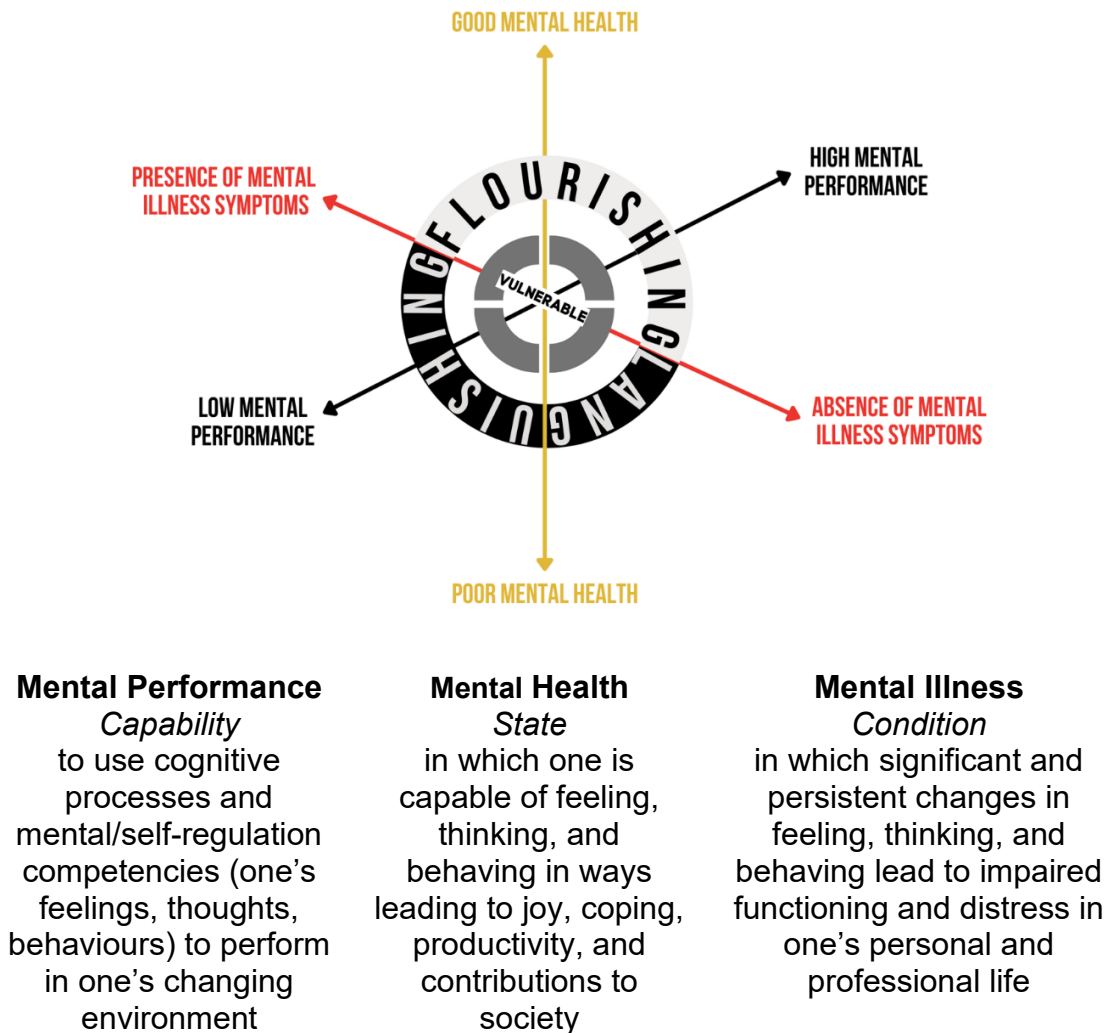 GOOD MENTAL HEALTH
HIGH MENTAL
PERFORMANCE
PRESENCE OF MENTAL
ILLNESS SYMPTOMS
FLOURISHING
VULNERABLE
LANGUISHING
LOW MENTAL
PERFORMANCE
ABSENCE OF MENTAL
ILLNESS SYMPTOMS
POOR MENTAL HEALTH
Mental Performance
Capability
to use cognitive
processes and
mental/self-regulation
competencies (one’s
feelings, thoughts,
behaviours) to perform
in one’s changing
environment
Mental Health
State
in which one is
capable of feeling,
thinking, and
behaving in ways
leading to joy, coping,
productivity, and
contributions to
society
Mental Illness
Condition
in which significant and
persistent changes in
feeling, thinking, and
behaving lead to impaired
functioning and distress in
one’s personal and
professional life